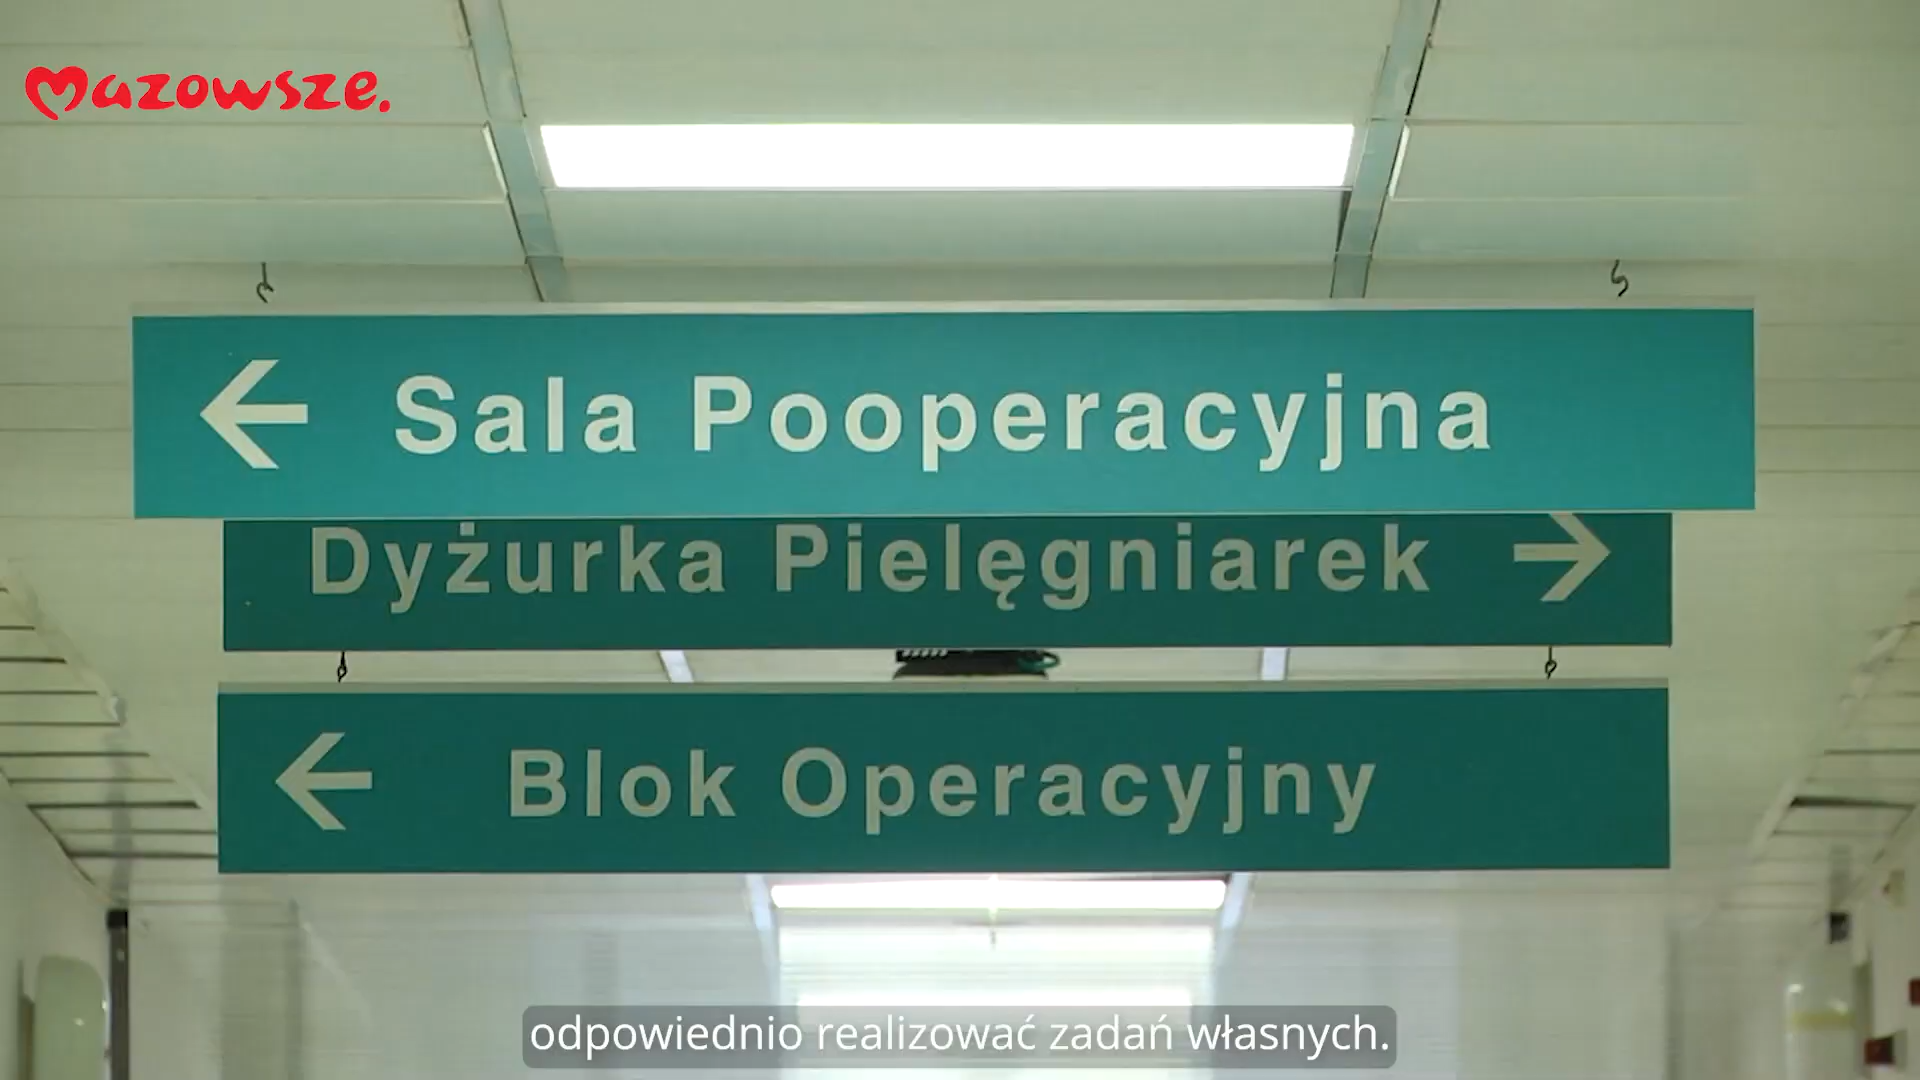 Mazowsze.
Sala Pooperacyjna
Dyżurka Pielęgniarek
Blok Operacyjny
odpowiednio realizować zadań własnych.